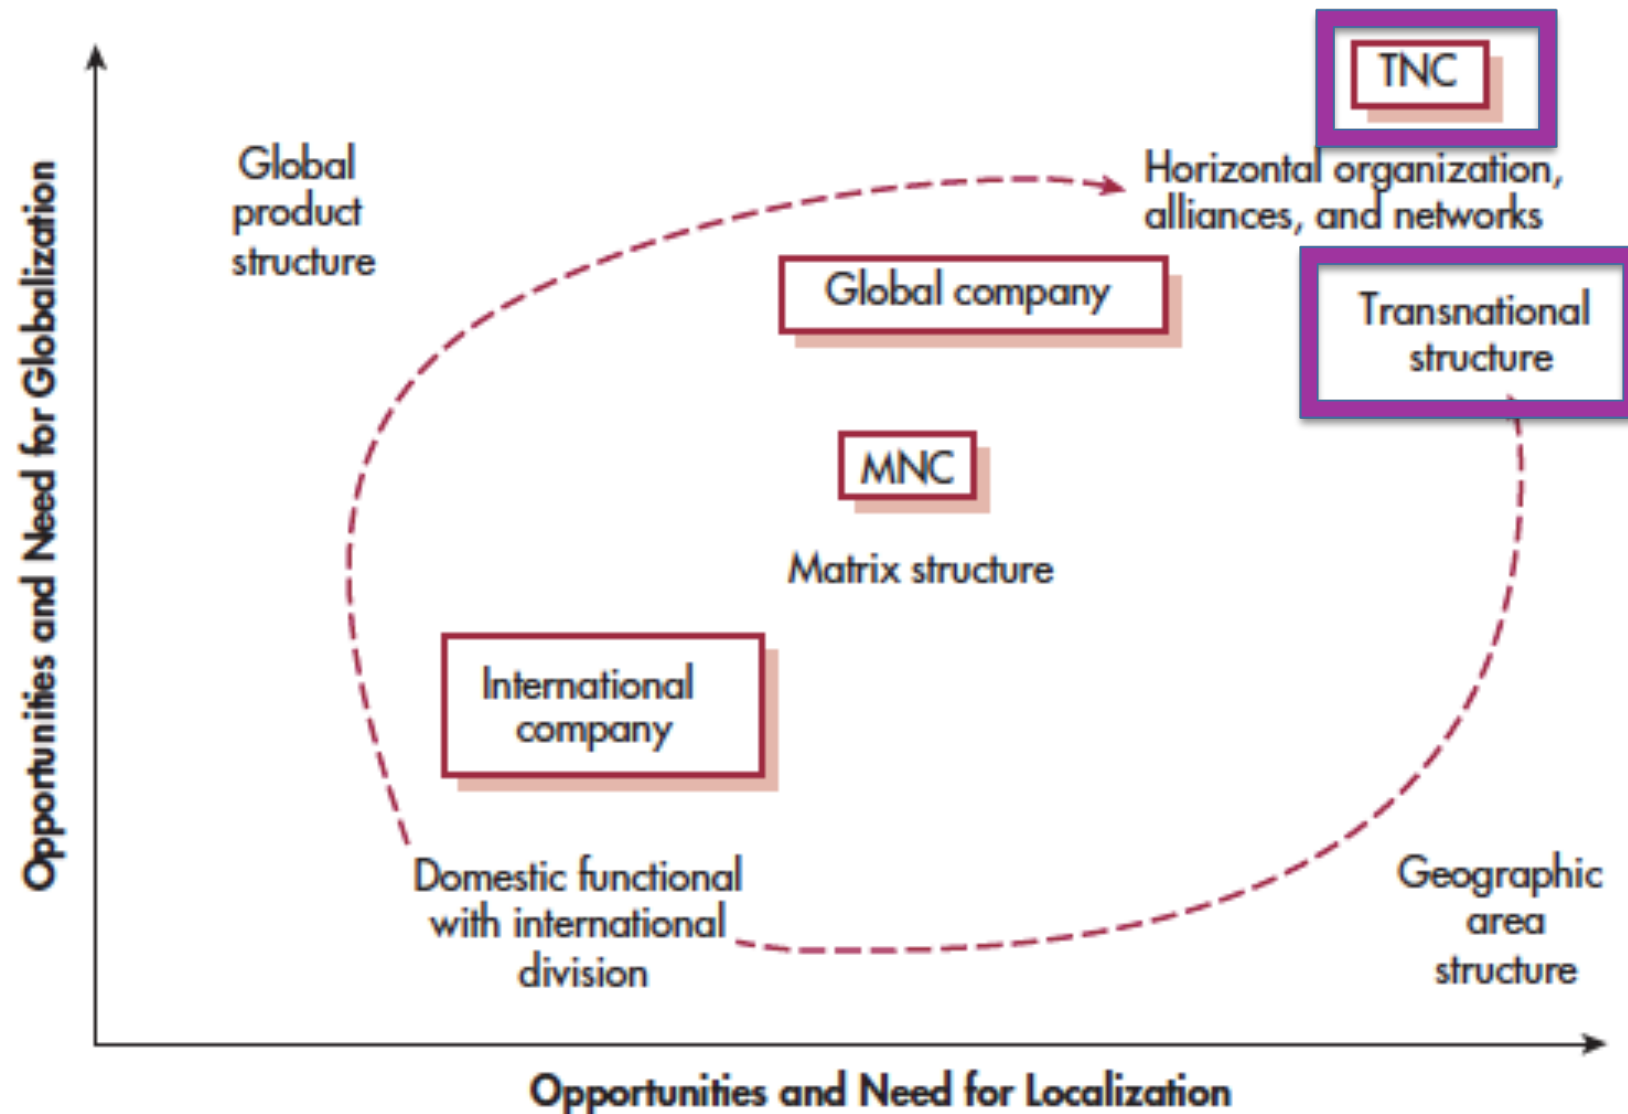 TNC
Global
product
structure
Horizontal organization,
alliances, and networks
Global company
Transnational
structure
MNC
Matrix structure
International
company
Domestic functional
with international
division
Geographic
area
structure
Opportunities and Need for Globalization
Opportunities and Need for Localization